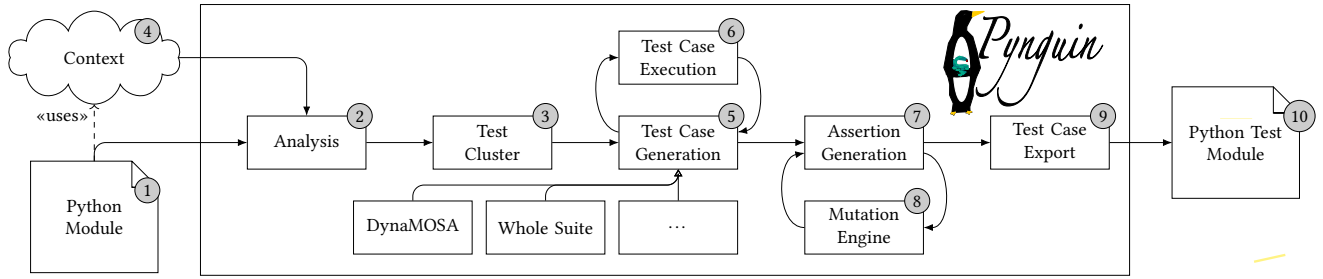 4
Context
«uses»
1
Python
Module
2
Analysis
3
Test
Cluster
6
Test Case
Execution
5
Test Case
Generation
DynaMOSA
Whole Suite
...
Pynguin
7
Assertion
Generation
8
Mutation
Engine
9
Test Case
Export
10
Python Test
Module